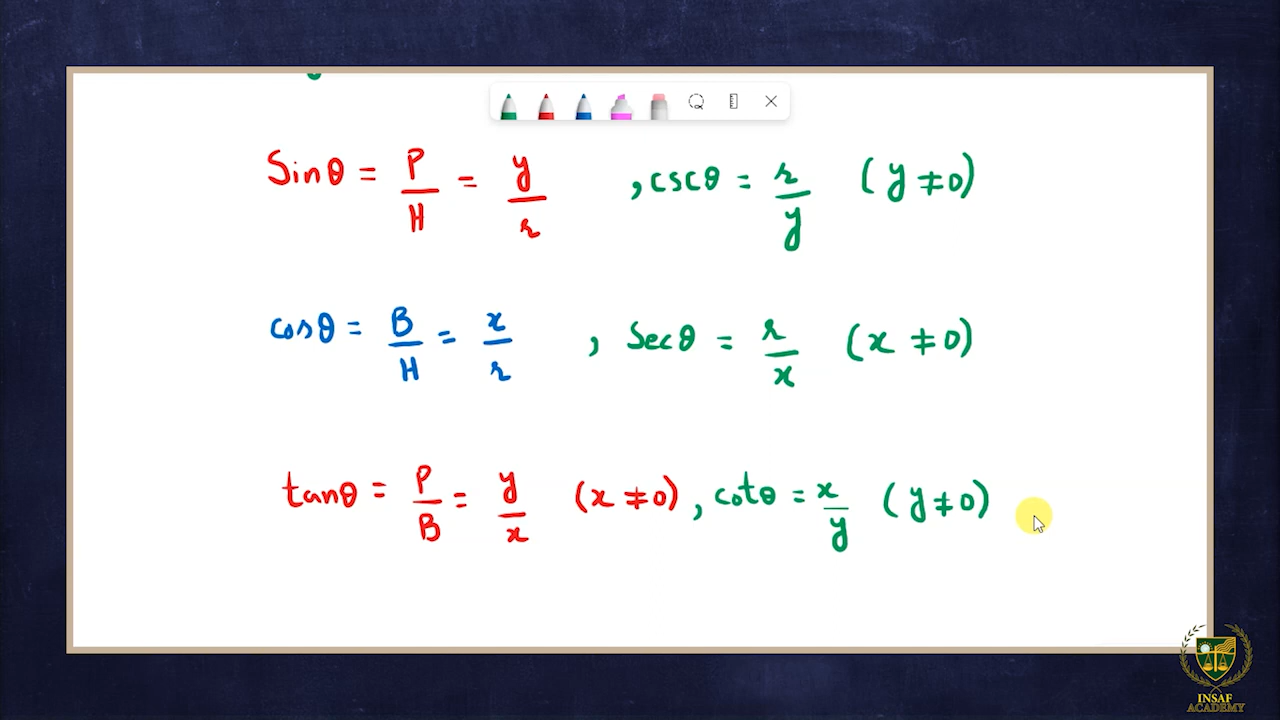 Sinθ = P/H = y/r , cscθ = r/y (y ≠ 0)
cosθ = B/H = x/r , Secθ = r/x (x ≠ 0)
tanθ = P/B = y/x (x ≠ 0) , cotθ = x/y (y ≠ 0)
INSAF
ACADEMY